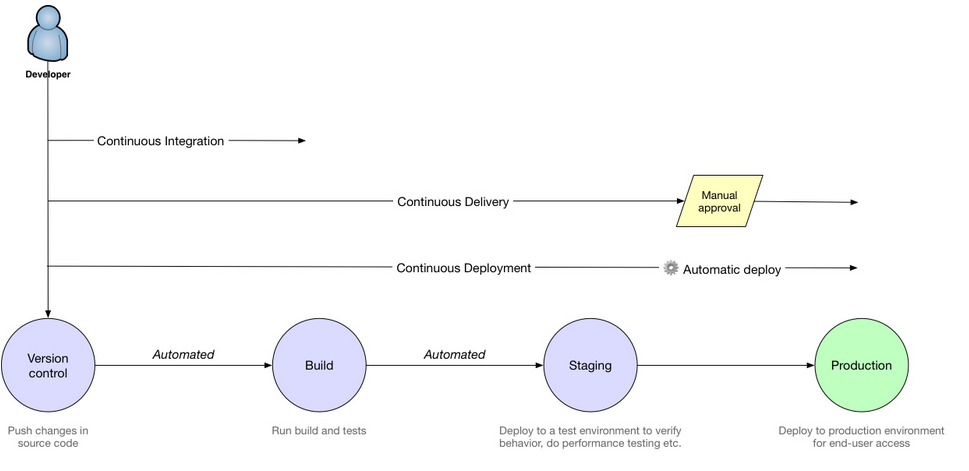 Developer
Continuous Integration
Continuous Delivery
Manual
approval
Continuous Deployment
Automatic deploy
Version
control
Automated
Build
Automated
Staging
Production
Push changes in
source code
Run build and tests
Deploy to a test environment to verify
behavior, do performance testing etc.
Deploy to production environment
for end-user access